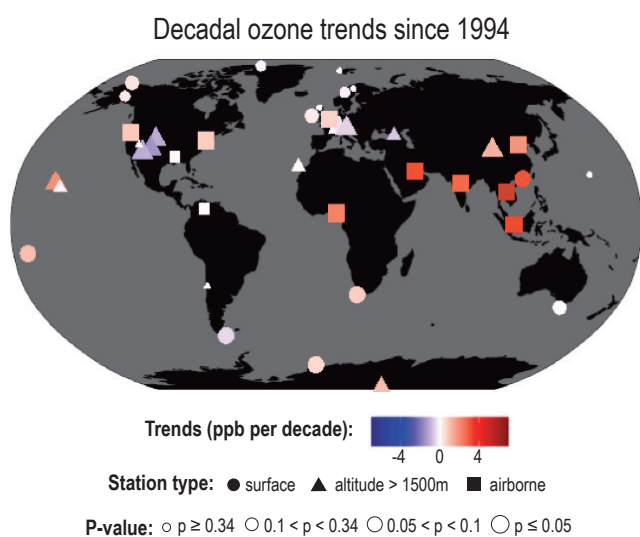 Decadal ozone trends since 1994
Trends (ppb per decade):
-4 0 4
Station type: surface altitude > 1500m airborne
P-value: p ≥ 0.34 0.1 < p < 0.34 0.05 < p < 0.1 p ≤ 0.05